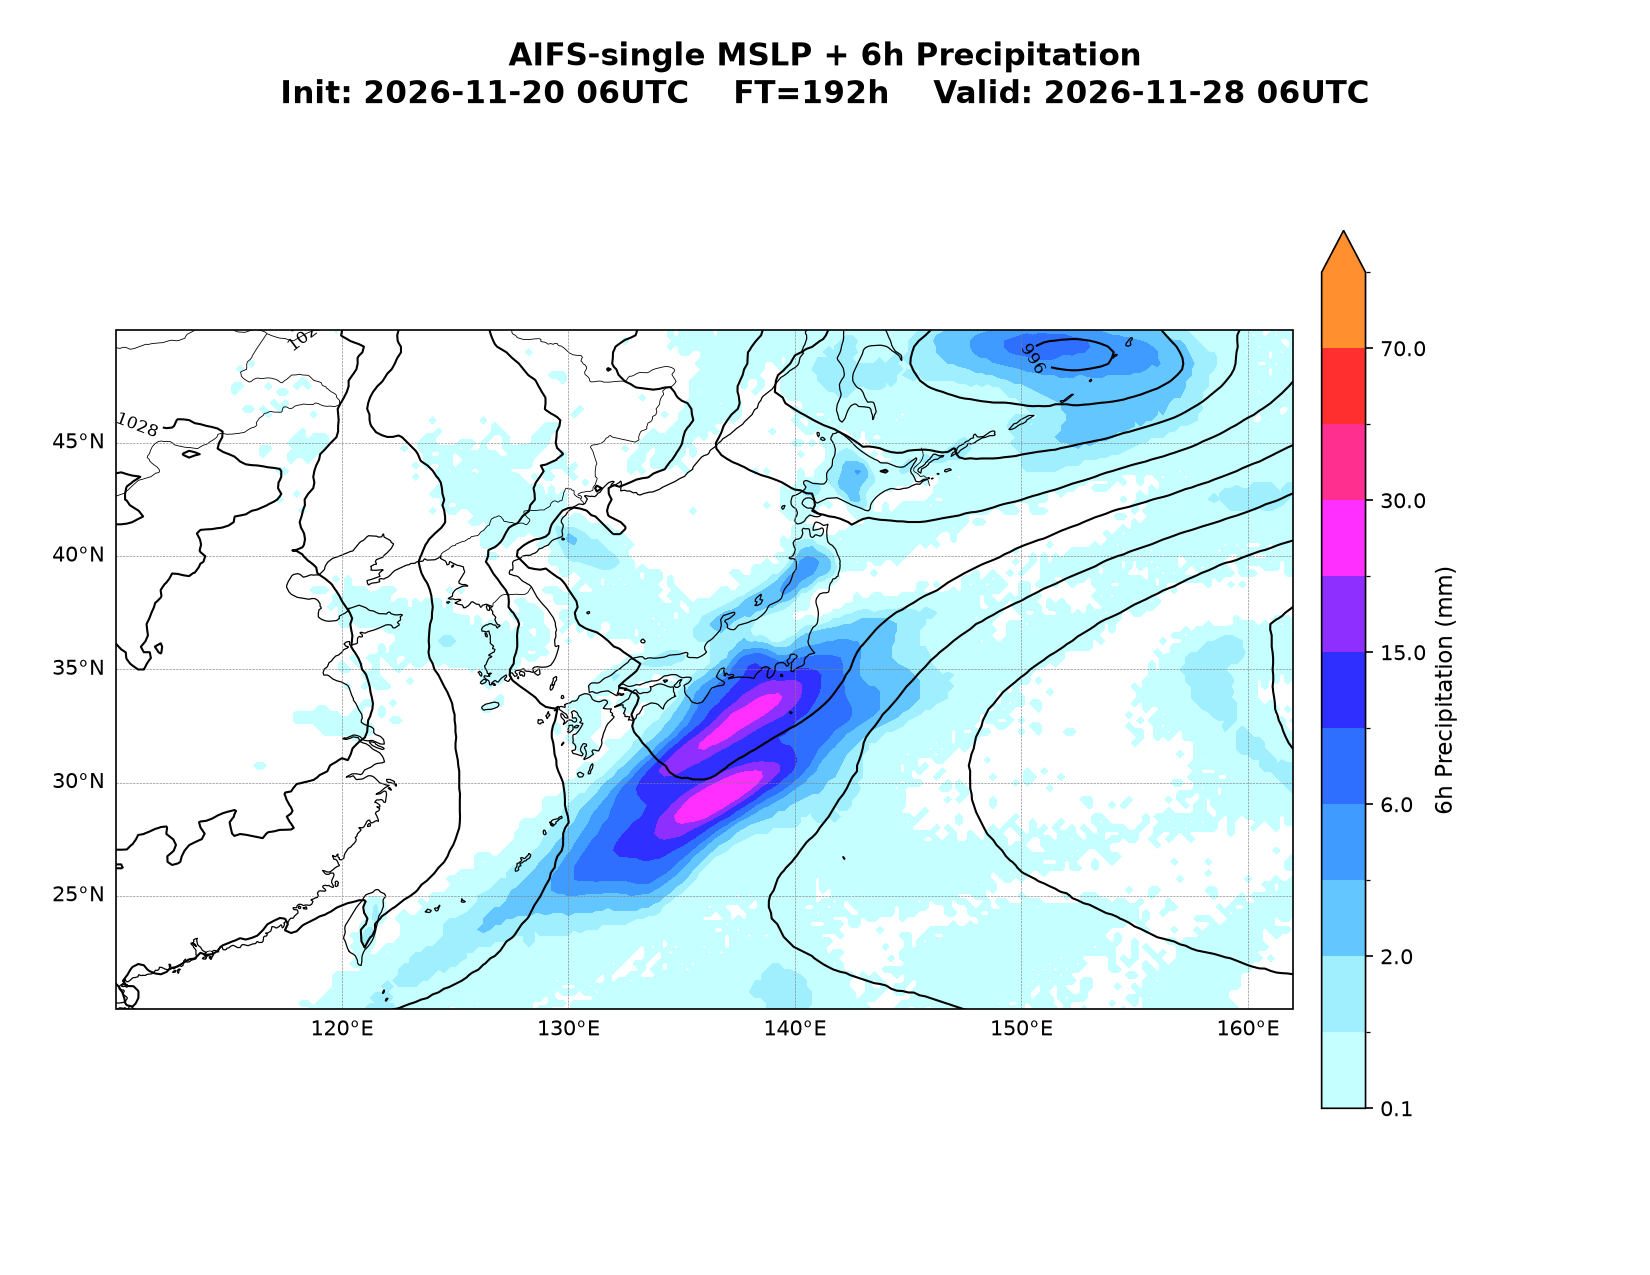 AIFS-single MSLP + 6h Precipitation
Init: 2026-11-20 06UTC    FT=192h    Valid: 2026-11-28 06UTC
102
996
1028
45°N
40°N
35°N
30°N
25°N
120°E
130°E
140°E
150°E
160°E
70.0
30.0
15.0
6.0
2.0
0.1
6h Precipitation (mm)